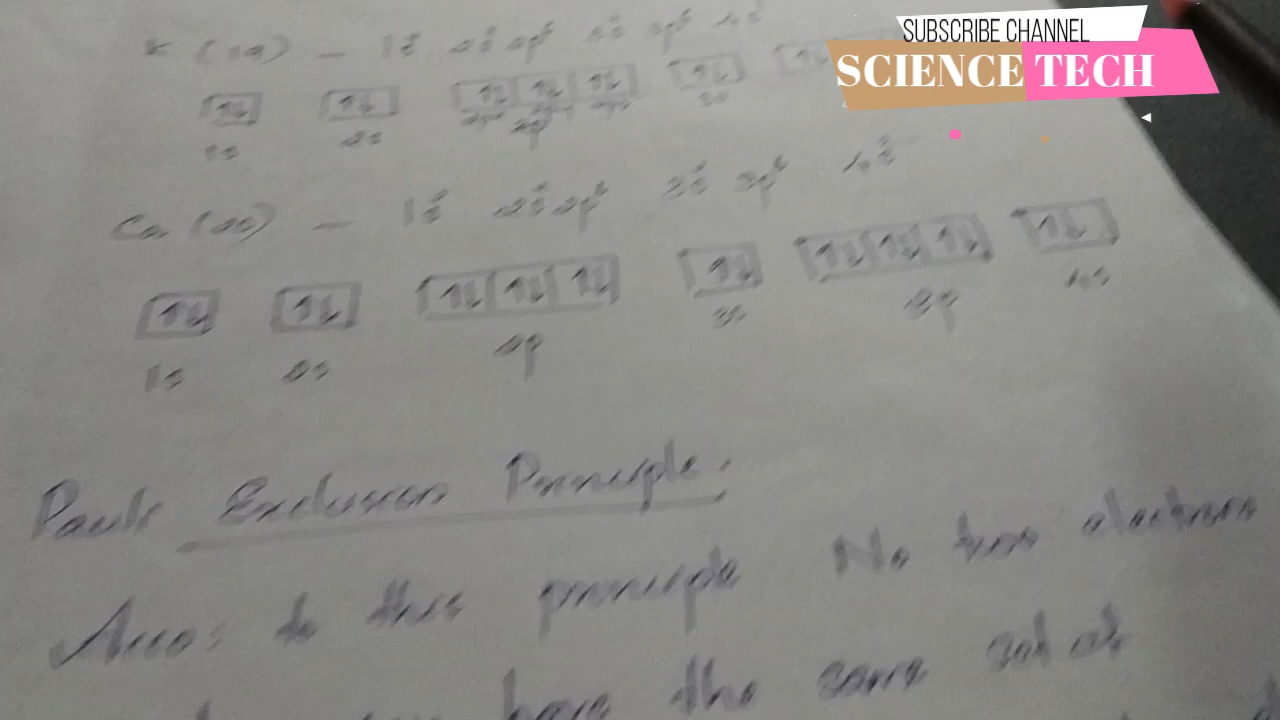 SUBSCRIBE CHANNEL
SCIENCE TECH
K (19) – 1s² 2s² 2p⁶ 3s² 3p⁶
1s 2s 2p 3s
Ca (20) – 1s² 2s² 2p⁶ 3s² 3p⁶ 4s²
1s 2s 2p 3s 3p 4s
Pauli Exclusion Principle.
Acco: to this principle No two electrons
have the same set of